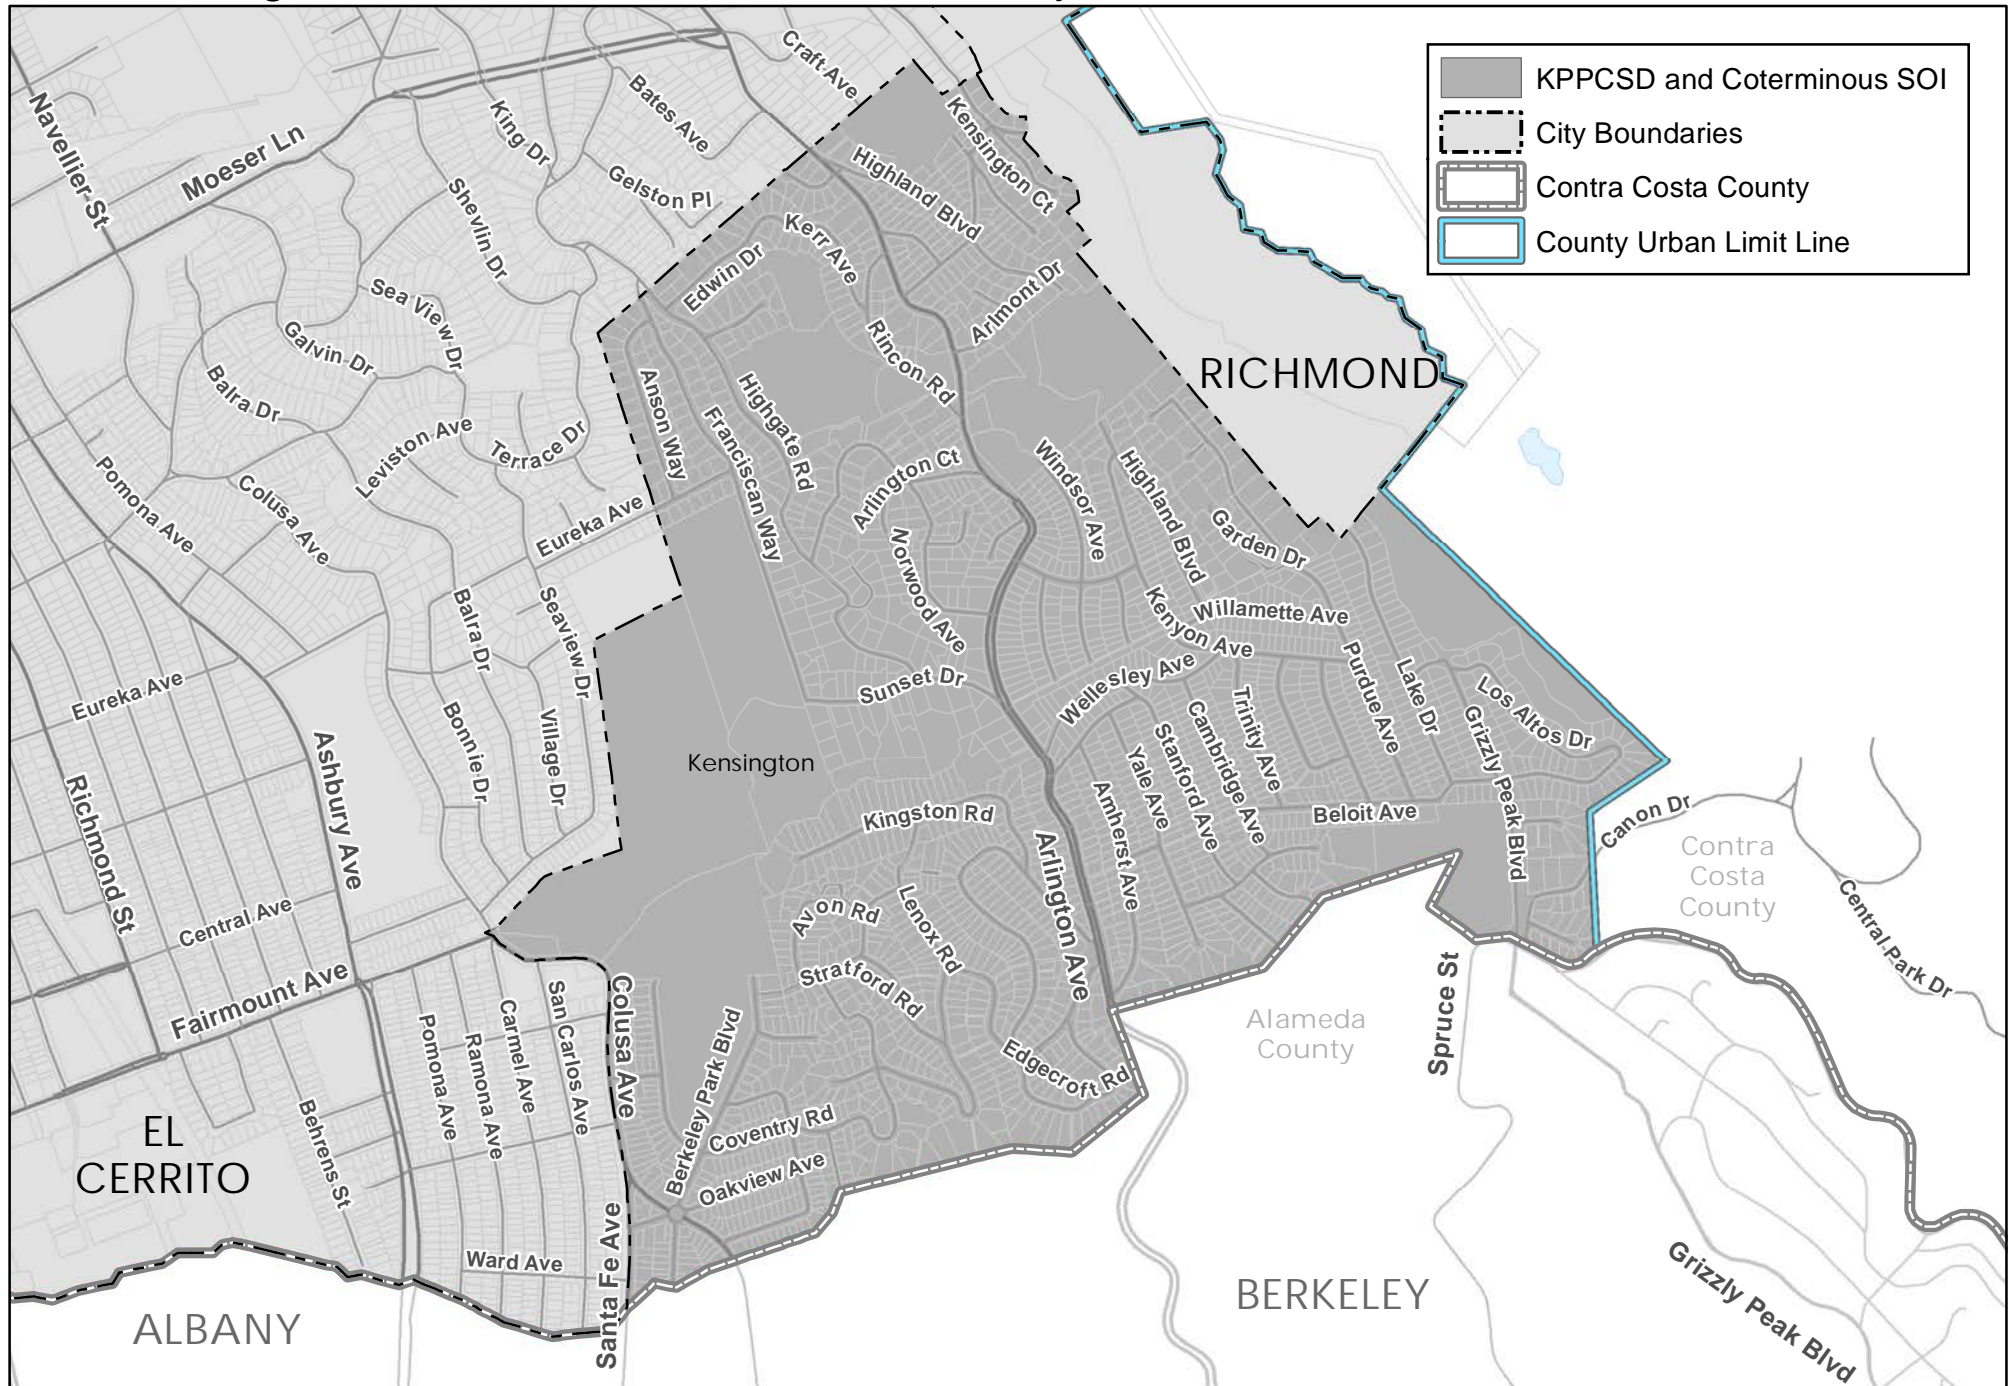 KPPCSD and Coterminous SOI
City Boundaries
Contra Costa County
County Urban Limit Line
Craft Ave
Bates Ave
King Dr
Navellier St
Moeser Ln
Gelston Pl
Shevlin Dr
Kensington Ct
Highland Blvd
Kerr Ave
Edwin Dr
Arlmont Dr
Sea View Dr
Galvin Dr
Balra Dr
Rincon Rd
RICHMOND
Anson Way
Highgate Rd
Franciscan Way
Leviston Ave
Terrace Dr
Pomona Ave
Colusa Ave
Eureka Ave
Arlington Ct
Windsor Ave
Highland Blvd
Garden Dr
Norwood Ave
Balra Dr
Seaview Dr
Willamette Ave
Kenyon Ave
Wellesley Ave
Purdue Ave
Lake Dr
Los Altos Dr
Eureka Ave
Sunset Dr
Trinity Ave
Cambridge Ave
Stanford Ave
Yale Ave
Amherst Ave
Grizzly Peak Blvd
Bonnie Dr
Village Dr
Ashbury Ave
Richmond St
Kensington
Kingston Rd
Beloit Ave
Canon Dr
Contra
Costa
County
Central Park Dr
Arlington Ave
Central Ave
Avon Rd
Lenox Rd
Stratford Rd
Fairmount Ave
San Carlos Ave
Carmel Ave
Ramona Ave
Pomona Ave
Colusa Ave
Berkeley Park Blvd
Alameda
County
Spruce St
Edgecroft Rd
Behrens St
EL
CERRITO
Coventry Rd
Oakview Ave
Ward Ave
Santa Fe Ave
ALBANY
BERKELEY
Grizzly Peak Blvd